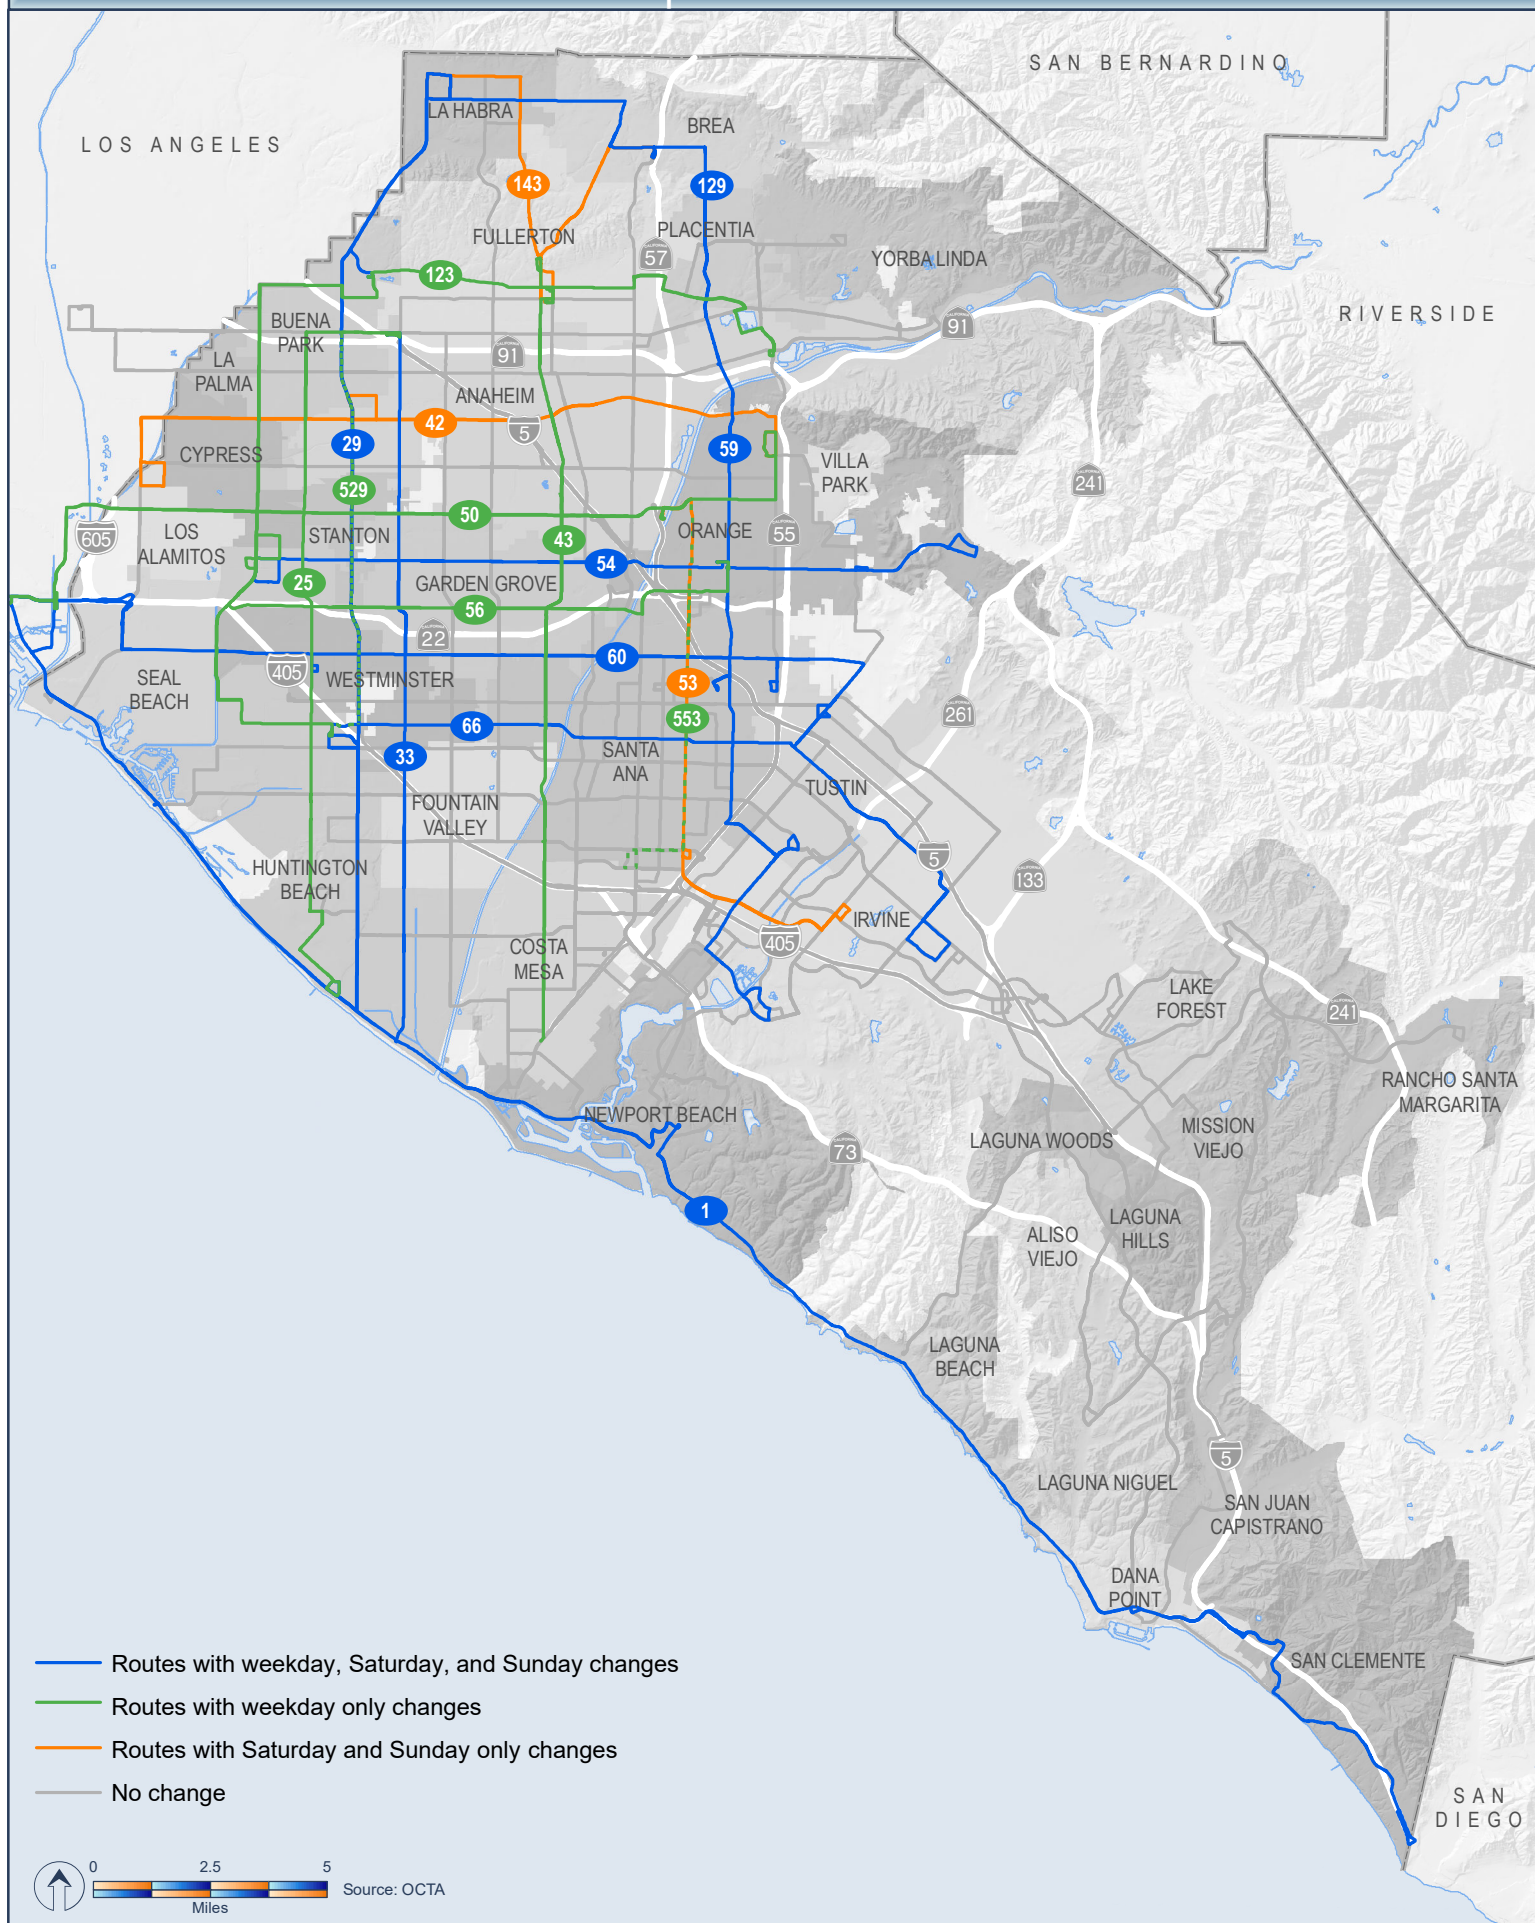 SAN BERNARDINO
LA HABRA
BREA
LOS ANGELES
143
129
FULLERTON
PLACENTIA
57
YORBA LINDA
123
RIVERSIDE
BUENA
PARK
91
91
LA
PALMA
ANAHEIM
42
5
29
59
CYPRESS
VILLA
PARK
241
529
50
605
LOS
ALAMITOS
STANTON
43
ORANGE
55
54
25
GARDEN GROVE
56
22
60
405
SEAL
BEACH
WESTMINSTER
53
553
261
66
33
SANTA
ANA
TUSTIN
FOUNTAIN
VALLEY
5
HUNTINGTON
BEACH
133
IRVINE
405
COSTA
MESA
LAKE
FOREST
241
RANCHO SANTA
MARGARITA
NEWPORT BEACH
LAGUNA WOODS
MISSION
VIEJO
73
1
LAGUNA
HILLS
ALISO
VIEJO
LAGUNA
BEACH
5
LAGUNA NIGUEL
SAN JUAN
CAPISTRANO
DANA
POINT
SAN CLEMENTE
SAN
DIEGO
Routes with weekday, Saturday, and Sunday changes
Routes with weekday only changes
Routes with Saturday and Sunday only changes
No change
0 2.5 5
Miles
Source: OCTA